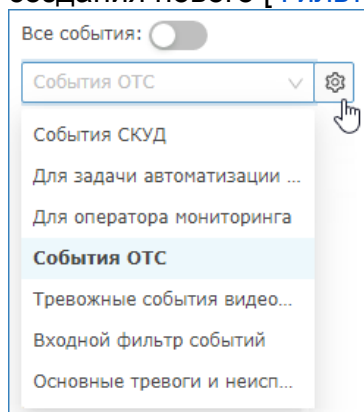 Все события:
События ОТС
События СКУД
Для задачи автоматизации ...
Для оператора мониторинга
События ОТС
Тревожные события видео...
Входной фильтр событий
Основные тревоги и неисп...